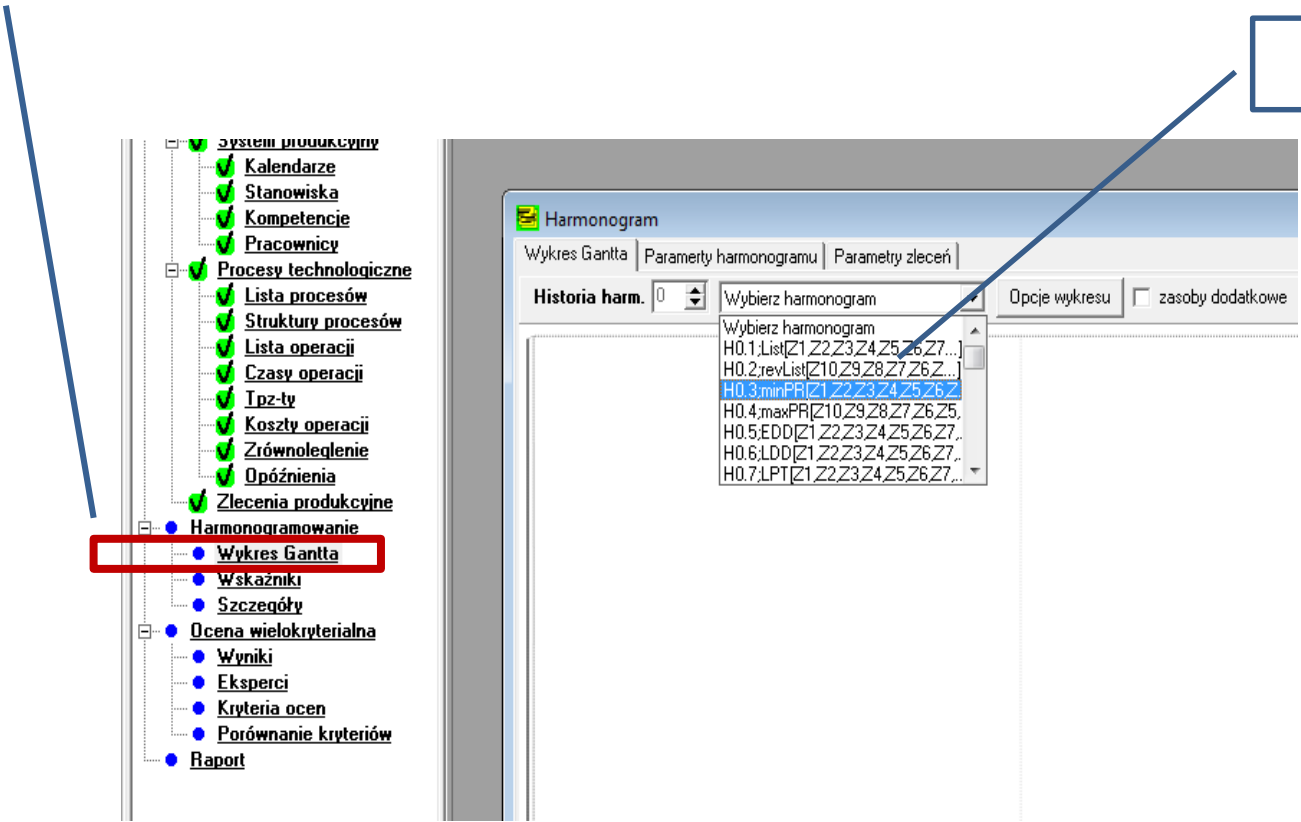 System produkcyjny
Kalendarze
Stanowiska
Kompetencje
Pracownicy
Procesy technologiczne
Lista procesów
Struktury procesów
Lista operacji
Czasy operacji
Tpz-ty
Koszty operacji
Zrównoleglenie
Opóźnienia
Zlecenia produkcyjne
Harmonogramowanie
Wykres Gantta
Wskaźniki
Szczegóły
Ocena wielokryterialna
Wyniki
Eksperci
Kryteria ocen
Porównanie kryteriów
Raport
Harmonogram
Wykres Gantta Paramerty harmonogramu Parametry zleceń
Historia harm. 0 Wybierz harmonogram Opcje wykresu zasoby dodatkowe
Wybierz harmonogram
H0.1;List[Z1,Z2,Z3,Z4,Z5,Z6,Z7...]
H0.2;revList[Z10,Z9,Z8,Z7,Z6,Z...]
H0.3;minPR[Z1,Z2,Z3,Z4,Z5,Z6,Z.
H0.4;maxPR[Z10,Z9,Z8,Z7,Z6,Z5,
H0.5;EDD[Z1,Z2,Z3,Z4,Z5,Z6,Z7,.
H0.6;LDD[Z1,Z2,Z3,Z4,Z5,Z6,Z7,.
H0.7;LPT[Z1,Z2,Z3,Z4,Z5,Z6,Z7,..